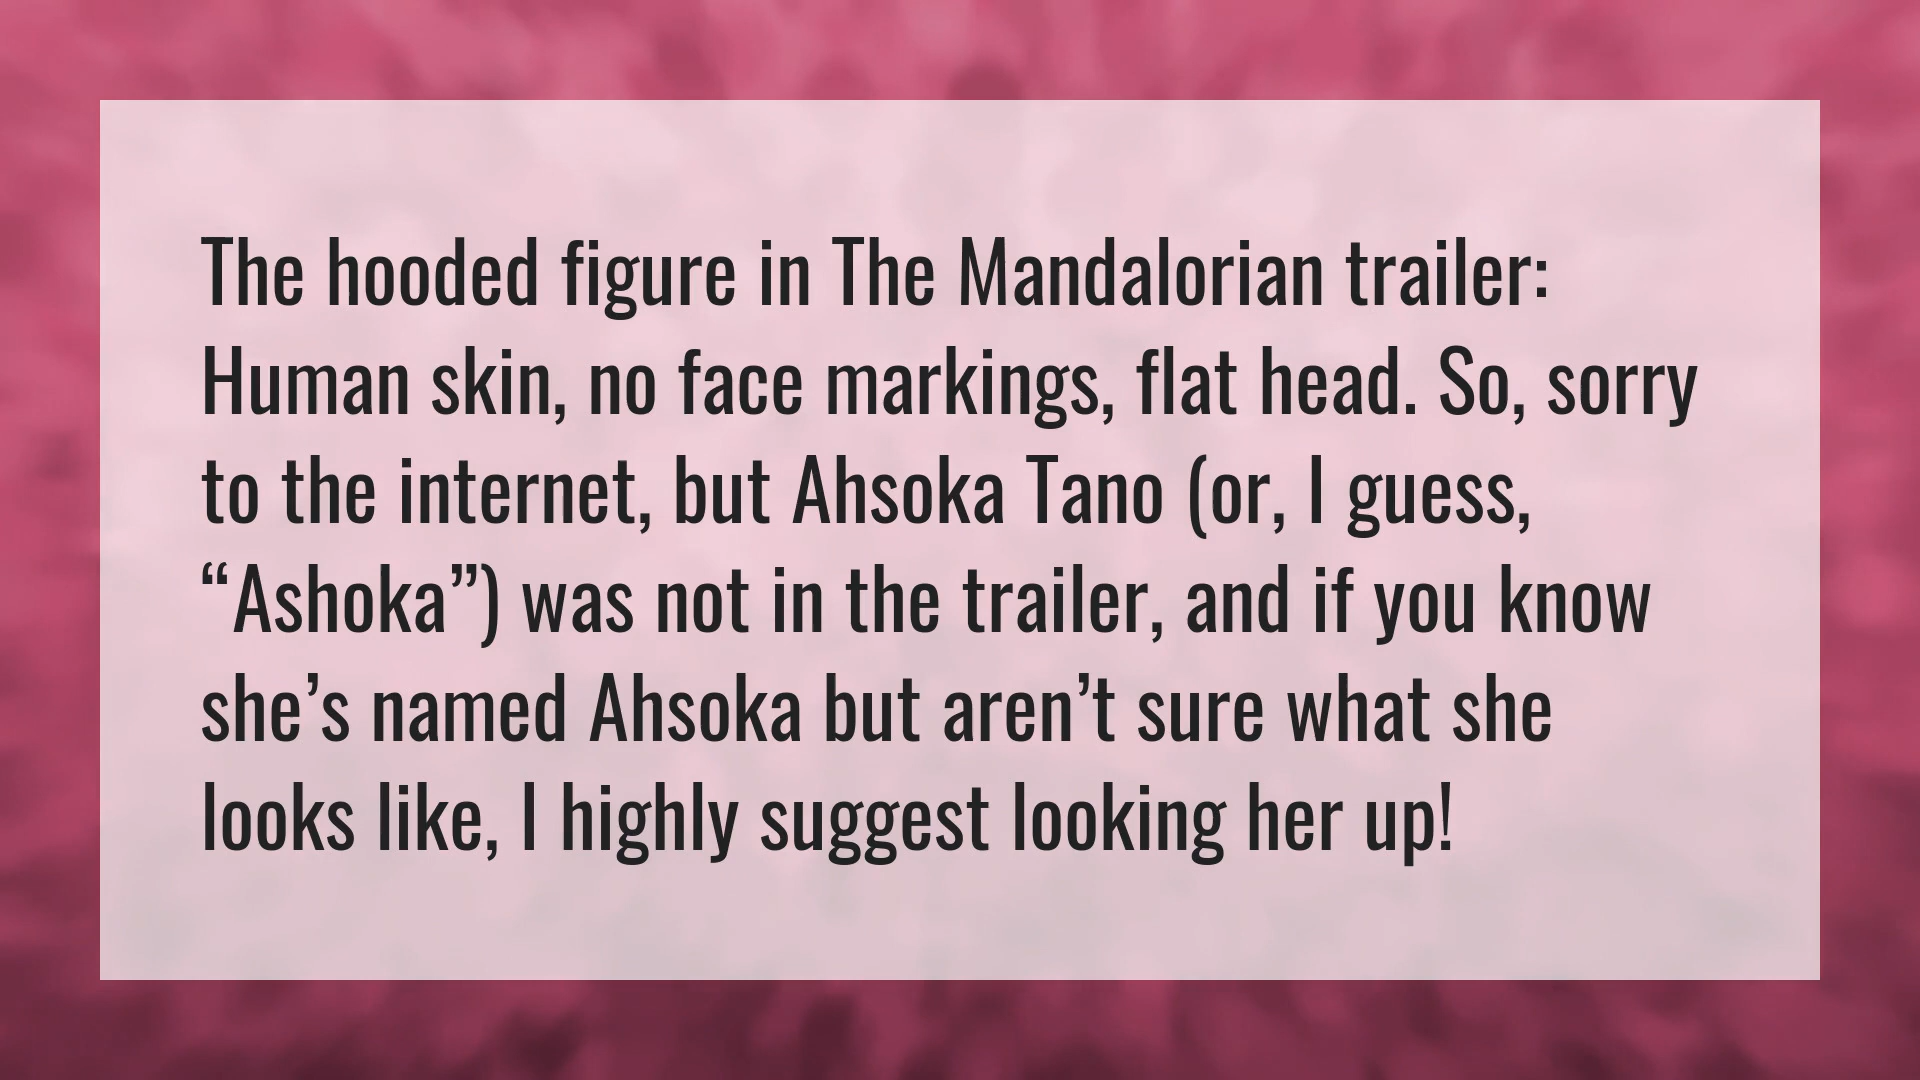 The hooded figure in The Mandalorian trailer:
Human skin, no face markings, flat head. So, sorry
to the internet, but Ahsoka Tano (or, I guess,
“Ashoka”) was not in the trailer, and if you know
she’s named Ahsoka but aren’t sure what she
looks like, I highly suggest looking her up!